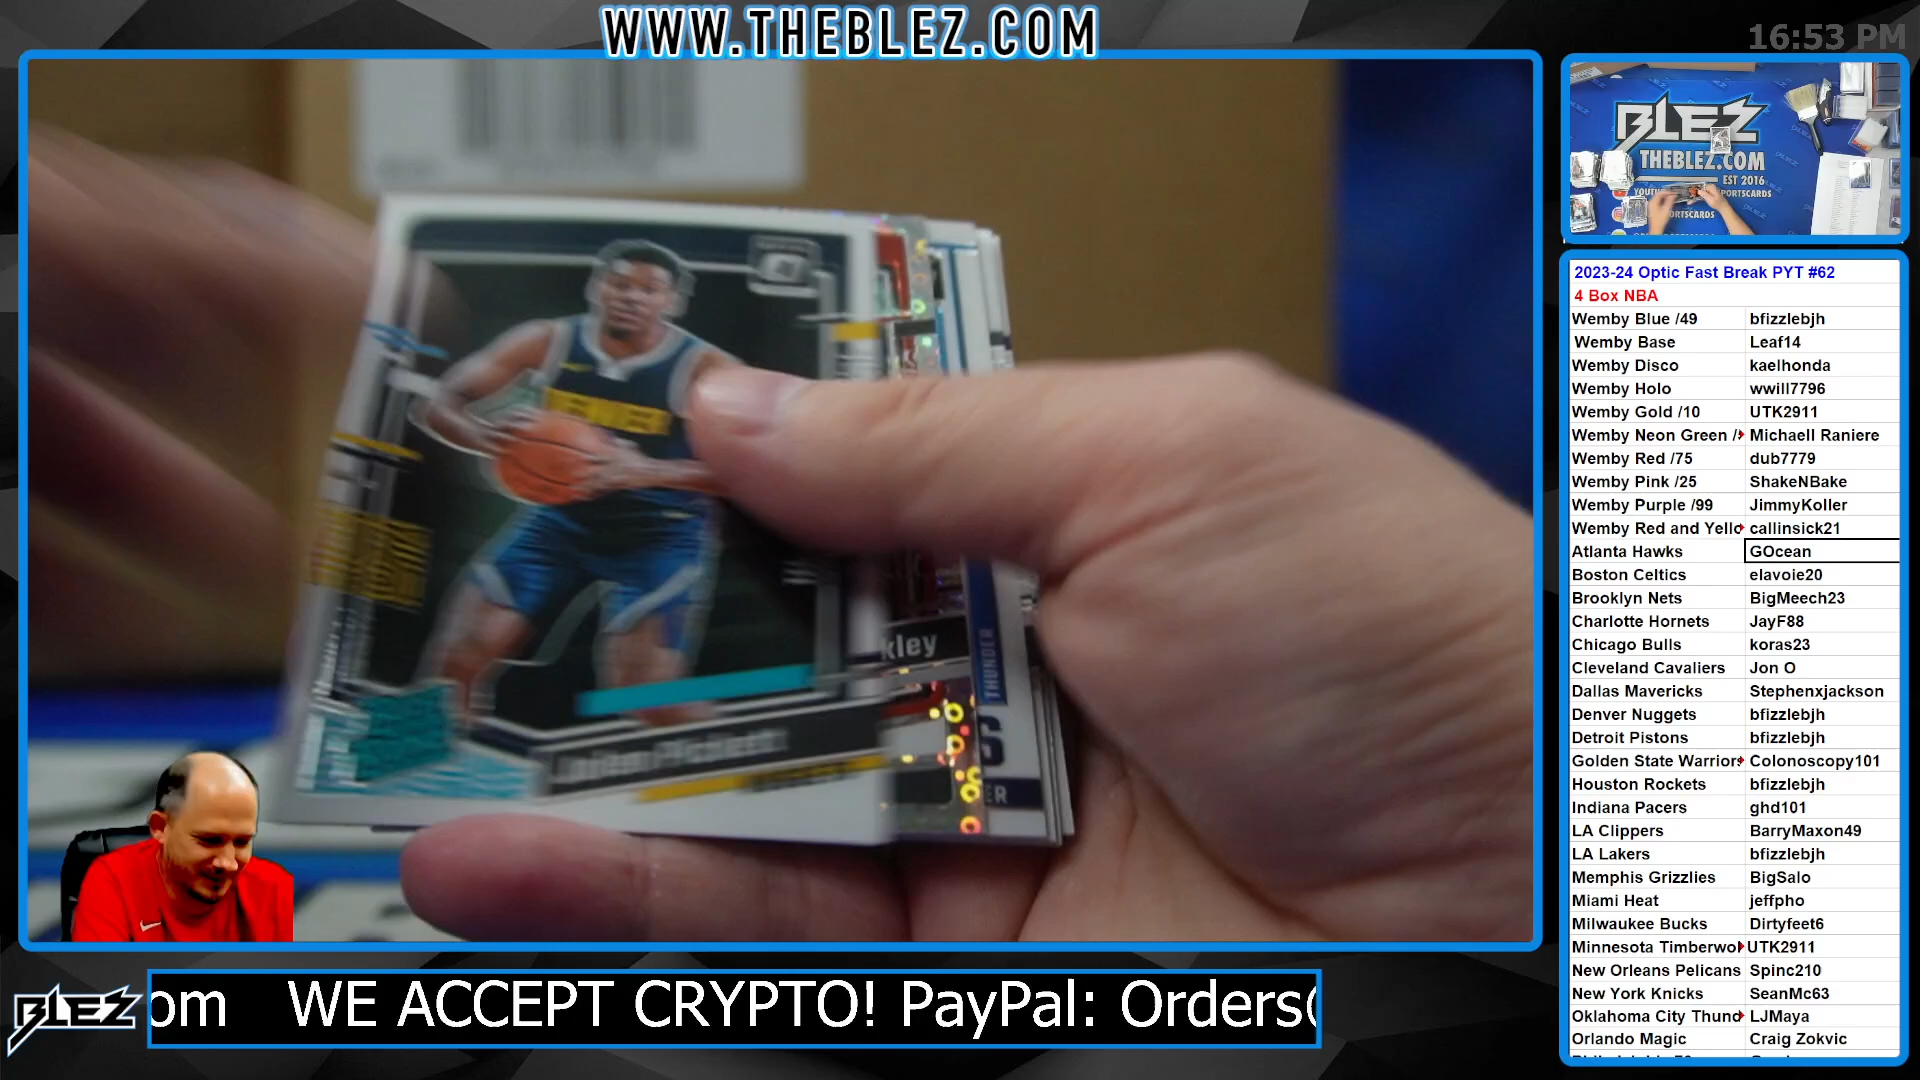 WWW.THEBLEZ.COM
16:53 PM
BLEZ
THEBLEZ.COM
EST 2016
DENVER
Jalen Pickett
kley
THUNDER
2023-24 Optic Fast Break PYT #62
4 Box NBA
Wemby Blue /49 bfizzlebjh
Wemby Base Leaf14
Wemby Disco kaelhonda
Wemby Holo wwill7796
Wemby Gold /10 UTK2911
Wemby Neon Green / Michaell Raniere
Wemby Red /75 dub7779
Wemby Pink /25 ShakeNBake
Wemby Purple /99 JimmyKoller
Wemby Red and Yello callinsick21
Atlanta Hawks GOcean
Boston Celtics elavoie20
Brooklyn Nets BigMeech23
Charlotte Hornets JayF88
Chicago Bulls koras23
Cleveland Cavaliers Jon O
Dallas Mavericks Stephenxjackson
Denver Nuggets bfizzlebjh
Detroit Pistons bfizzlebjh
Golden State Warriors Colonoscopy101
Houston Rockets bfizzlebjh
Indiana Pacers ghd101
LA Clippers BarryMaxon49
LA Lakers bfizzlebjh
Memphis Grizzlies BigSalo
Miami Heat jeffpho
Milwaukee Bucks Dirtyfeet6
Minnesota Timberwol UTK2911
New Orleans Pelicans Spinc210
New York Knicks SeanMc63
Oklahoma City Thund LJMaya
Orlando Magic Craig Zokvic
BLEZ
om WE ACCEPT CRYPTO! PayPal: Orders@